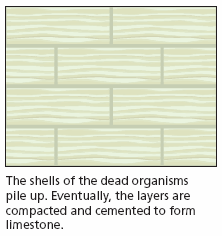 The shells of the dead organisms
pile up. Eventually, the layers are
compacted and cemented to form
limestone.